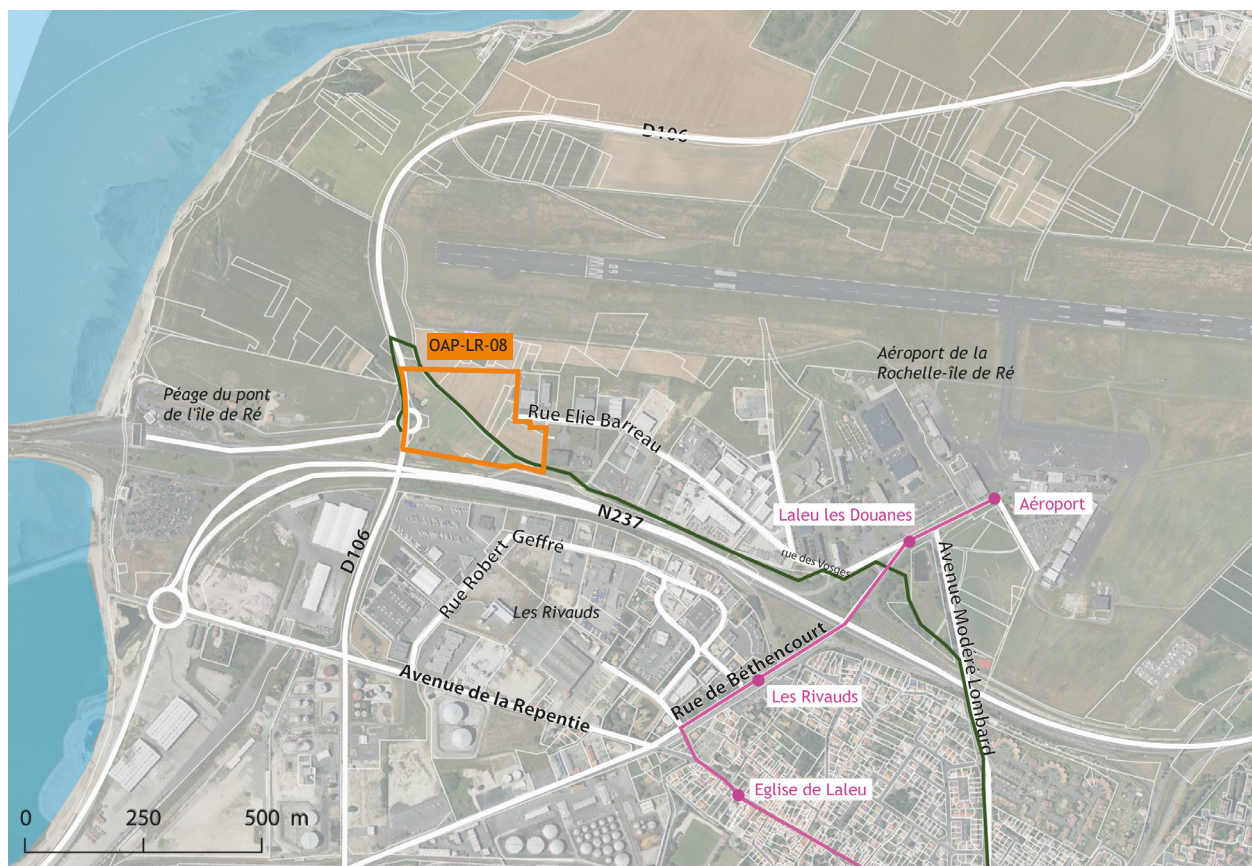 D106
OAP-LR-08
Aéroport de la
Rochelle-île de Ré
Péage du pont
de l'île de Ré
Rue Elie Barreau
Aéroport
Laleu les Douanes
N237
Geffré
Rue Robert
rue des Vosges
D106
Avenue Modéré Lombard
Les Rivauds
Rue de Béthencourt
Les Rivauds
Avenue de la Repentie
Eglise de Laleu
0 250 500 m